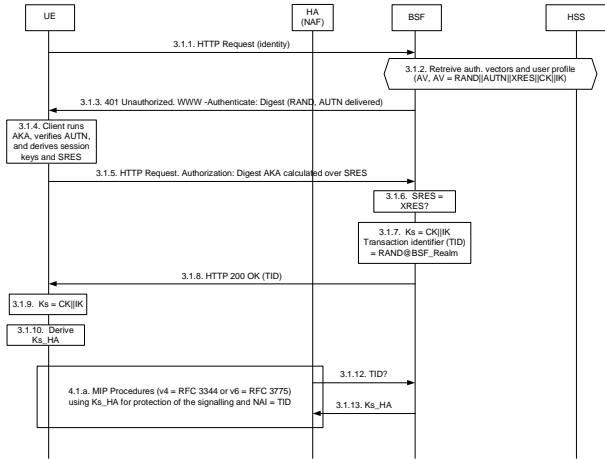 UE
HA
(NAF)
BSF
HSS
3.1.1. HTTP Request (identity)
3.1.2. Retreive auth. vectors and user profile
(AV, AV = RAND||AUTN||XRES||CK||IK)
3.1.3. 401 Unauthorized. WWW -Authenticate: Digest (RAND, AUTN delivered)
3.1.4. Client runs
AKA, verifies AUTN,
and derives session
keys and SRES
3.1.5. HTTP Request. Authorization: Digest AKA calculated over SRES
3.1.6. SRES =
XRES?
3.1.7. Ks = CK||IK
Transaction identifier (TID)
= RAND@BSF_Realm
3.1.8. HTTP 200 OK (TID)
3.1.9. Ks = CK||IK
3.1.10. Derive
Ks_HA
3.1.12. TID?
4.1.a. MIP Procedures (v4 = RFC 3344 or v6 = RFC 3775)
using Ks_HA for protection of the signalling and NAI = TID
3.1.13. Ks_HA